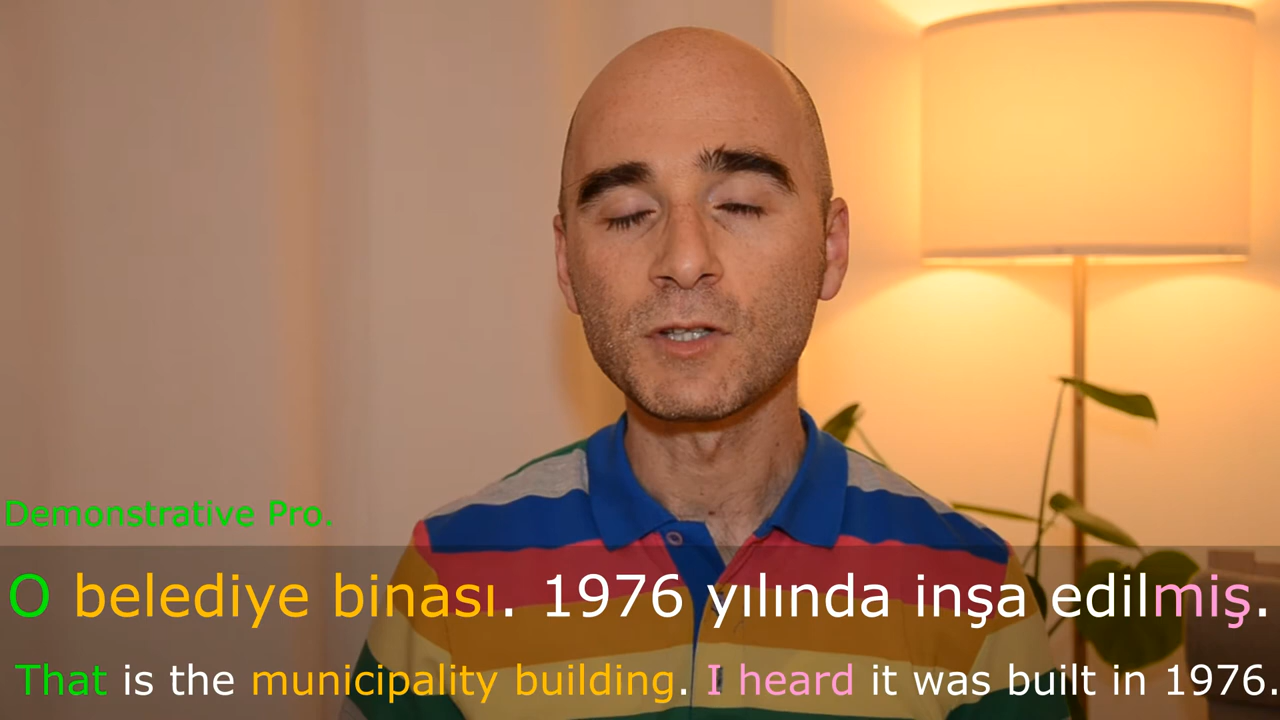 Demonstrative Pro.
O belediye binası. 1976 yılında inşa edilmiş.
That is the municipality building. I heard it was built in 1976.